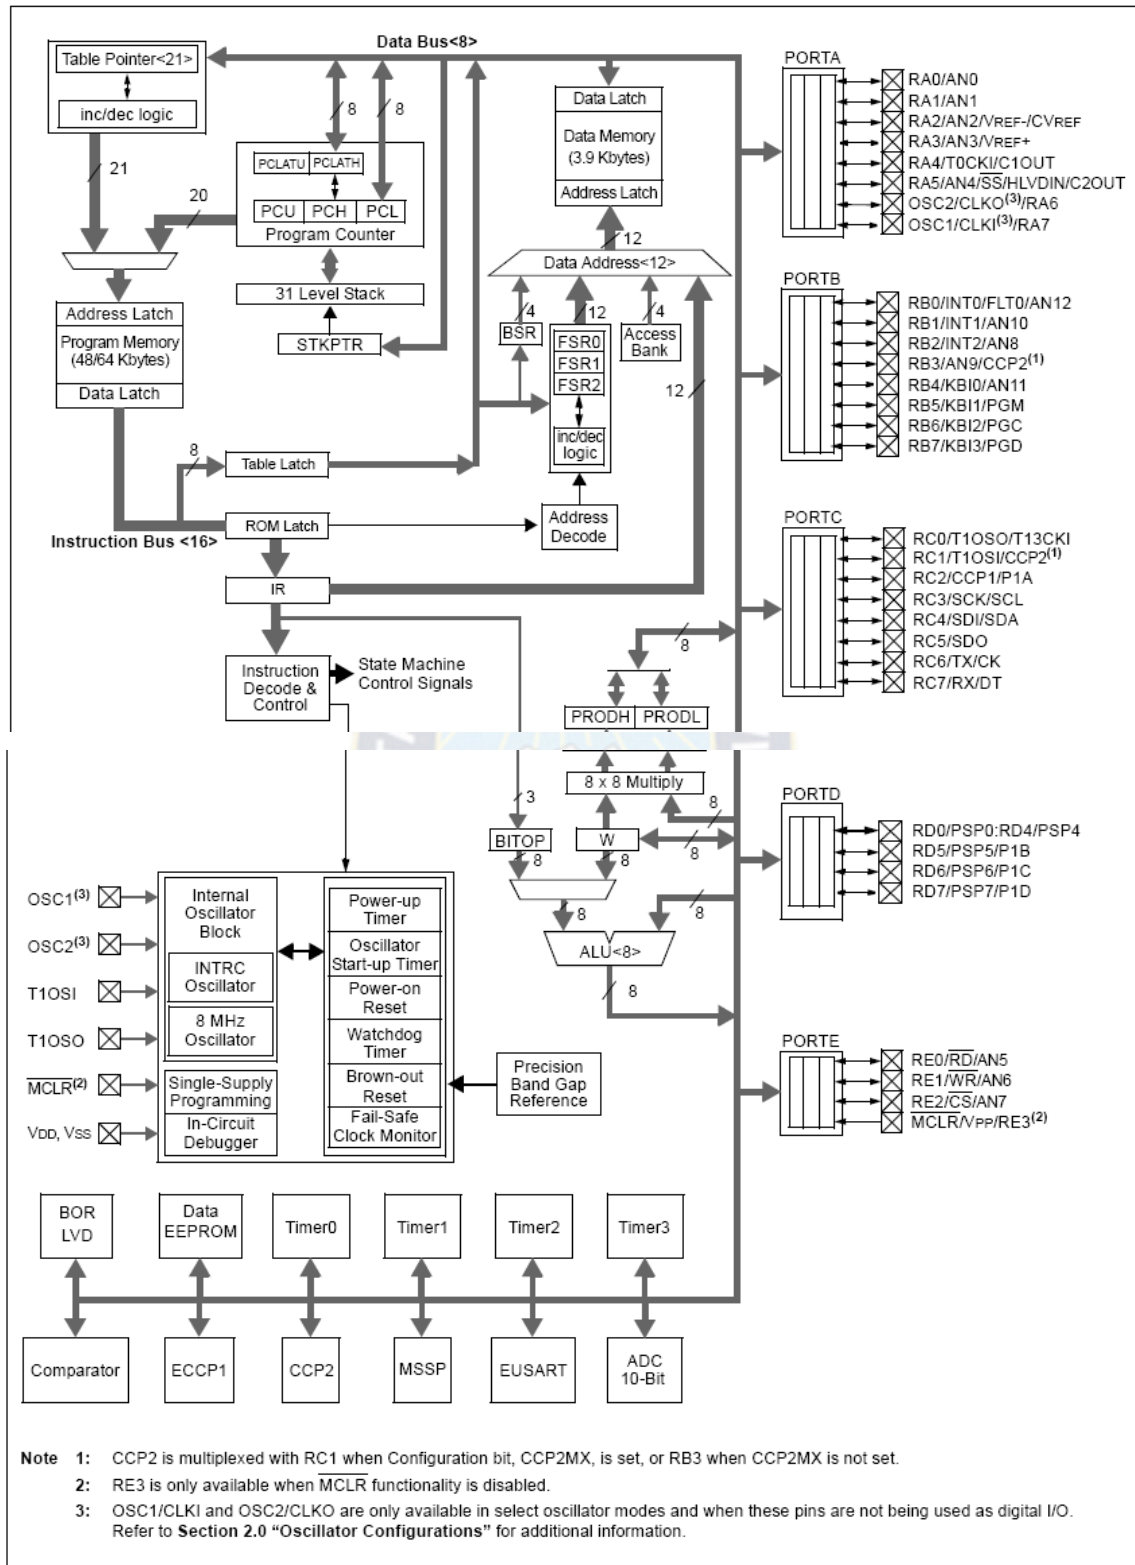 Data Bus<8>
Table Pointer<21>
inc/dec logic
21
20
8
8
PCLATU PCLATH
PCU PCH PCL
Program Counter
31 Level Stack
STKPTR
Address Latch
Program Memory
(48/64 Kbytes)
Data Latch
8
Table Latch
ROM Latch
Instruction Bus <16>
IR
Instruction
Decode &
Control
State Machine
Control Signals
Data Latch
Data Memory
(3.9 Kbytes)
Address Latch
12
Data Address<12>
4
12
4
BSR
FSR0
FSR1
FSR2
inc/dec
logic
Access
Bank
12
Address
Decode
8
PRODH PRODL
8 x 8 Multiply
3
8
BITOP
W
8
8
8
8
8
ALU<8>
8
OSC1(3)
OSC2(3)
T1OSI
T1OSO
MCLR(2)
VDD, VSS
Internal
Oscillator
Block
INTRC
Oscillator
8 MHz
Oscillator
Single-Supply
Programming
In-Circuit
Debugger
Power-up
Timer
Oscillator
Start-up Timer
Power-on
Reset
Watchdog
Timer
Brown-out
Reset
Fail-Safe
Clock Monitor
Precision
Band Gap
Reference
PORTA
RA0/AN0
RA1/AN1
RA2/AN2/VREF-/CVREF
RA3/AN3/VREF+
RA4/T0CKI/C1OUT
RA5/AN4/SS/HLVDIN/C2OUT
OSC2/CLKO(3)/RA6
OSC1/CLKI(3)/RA7
PORTB
RB0/INT0/FLT0/AN12
RB1/INT1/AN10
RB2/INT2/AN8
RB3/AN9/CCP2(1)
RB4/KBI0/AN11
RB5/KBI1/PGM
RB6/KBI2/PGC
RB7/KBI3/PGD
PORTC
RC0/T1OSO/T13CKI
RC1/T1OSI/CCP2(1)
RC2/CCP1/P1A
RC3/SCK/SCL
RC4/SDI/SDA
RC5/SDO
RC6/TX/CK
RC7/RX/DT
PORTD
RD0/PSP0:RD4/PSP4
RD5/PSP5/P1B
RD6/PSP6/P1C
RD7/PSP7/P1D
PORTE
RE0/RD/AN5
RE1/WR/AN6
RE2/CS/AN7
MCLR/VPP/RE3(2)
BOR
LVD
Data
EEPROM
Timer0
Timer1
Timer2
Timer3
Comparator
ECCP1
CCP2
MSSP
EUSART
ADC
10-Bit
Note 1: CCP2 is multiplexed with RC1 when Configuration bit, CCP2MX, is set, or RB3 when CCP2MX is not set.
2: RE3 is only available when MCLR functionality is disabled.
3: OSC1/CLKI and OSC2/CLKO are only available in select oscillator modes and when these pins are not being used as digital I/O.
Refer to Section 2.0 “Oscillator Configurations” for additional information.